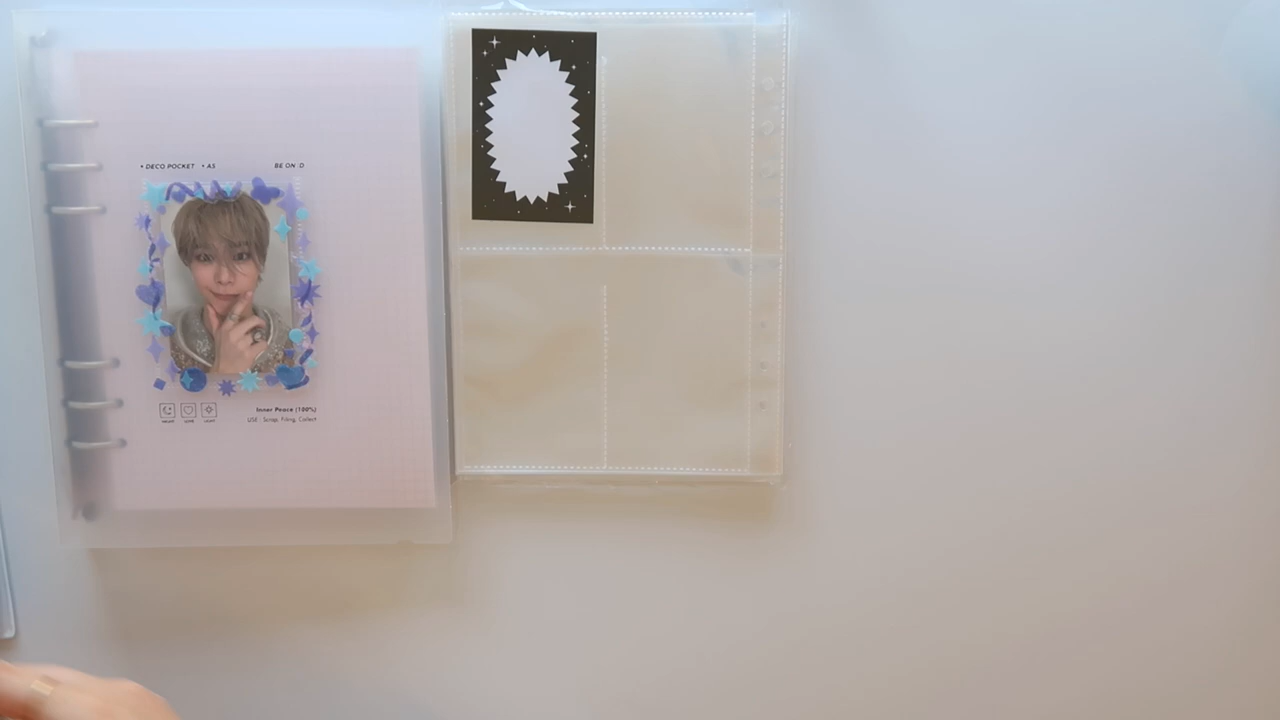 • DECO POCKET • A5 BE ON :D
Inner Peace (100%)
USE : Scrap, Filing, Collect